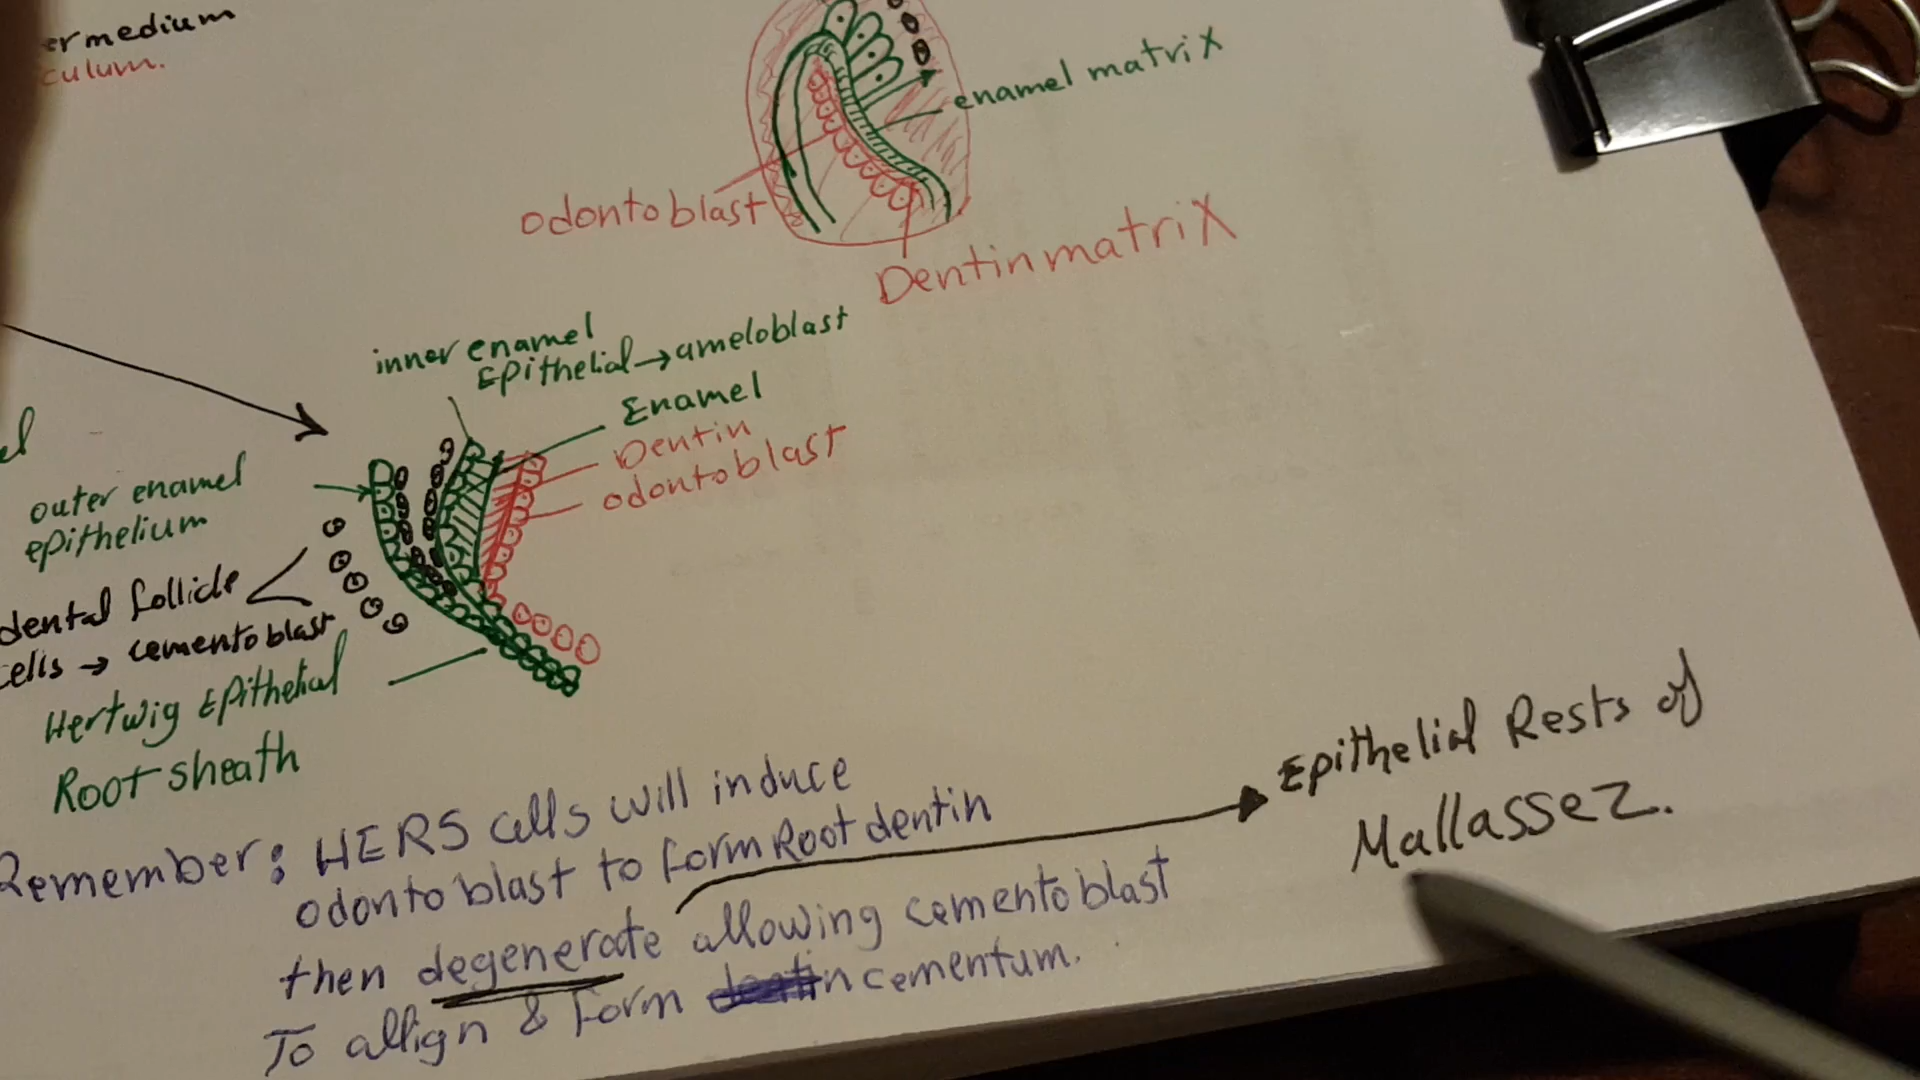 ermedium
culum.
enamel matrix
odontoblast
Dentin matrix
inner enamel
Epithelial → ameloblast
Enamel
Dentin
odontoblast
el
outer enamel
epithelium
dental follicle
cells → cementoblast
Hertwig Epithelial
Root sheath
Remember: HERS cells will induce
odontoblast to form Root dentin
then degenerate allowing cementoblast
To allign & form cementum.
Epithelial Rests of
Mallassez.